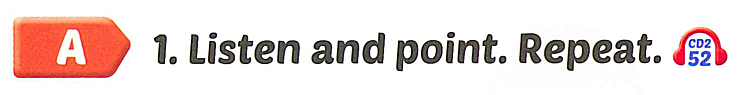 A 1. Listen and point. Repeat. CD2
52